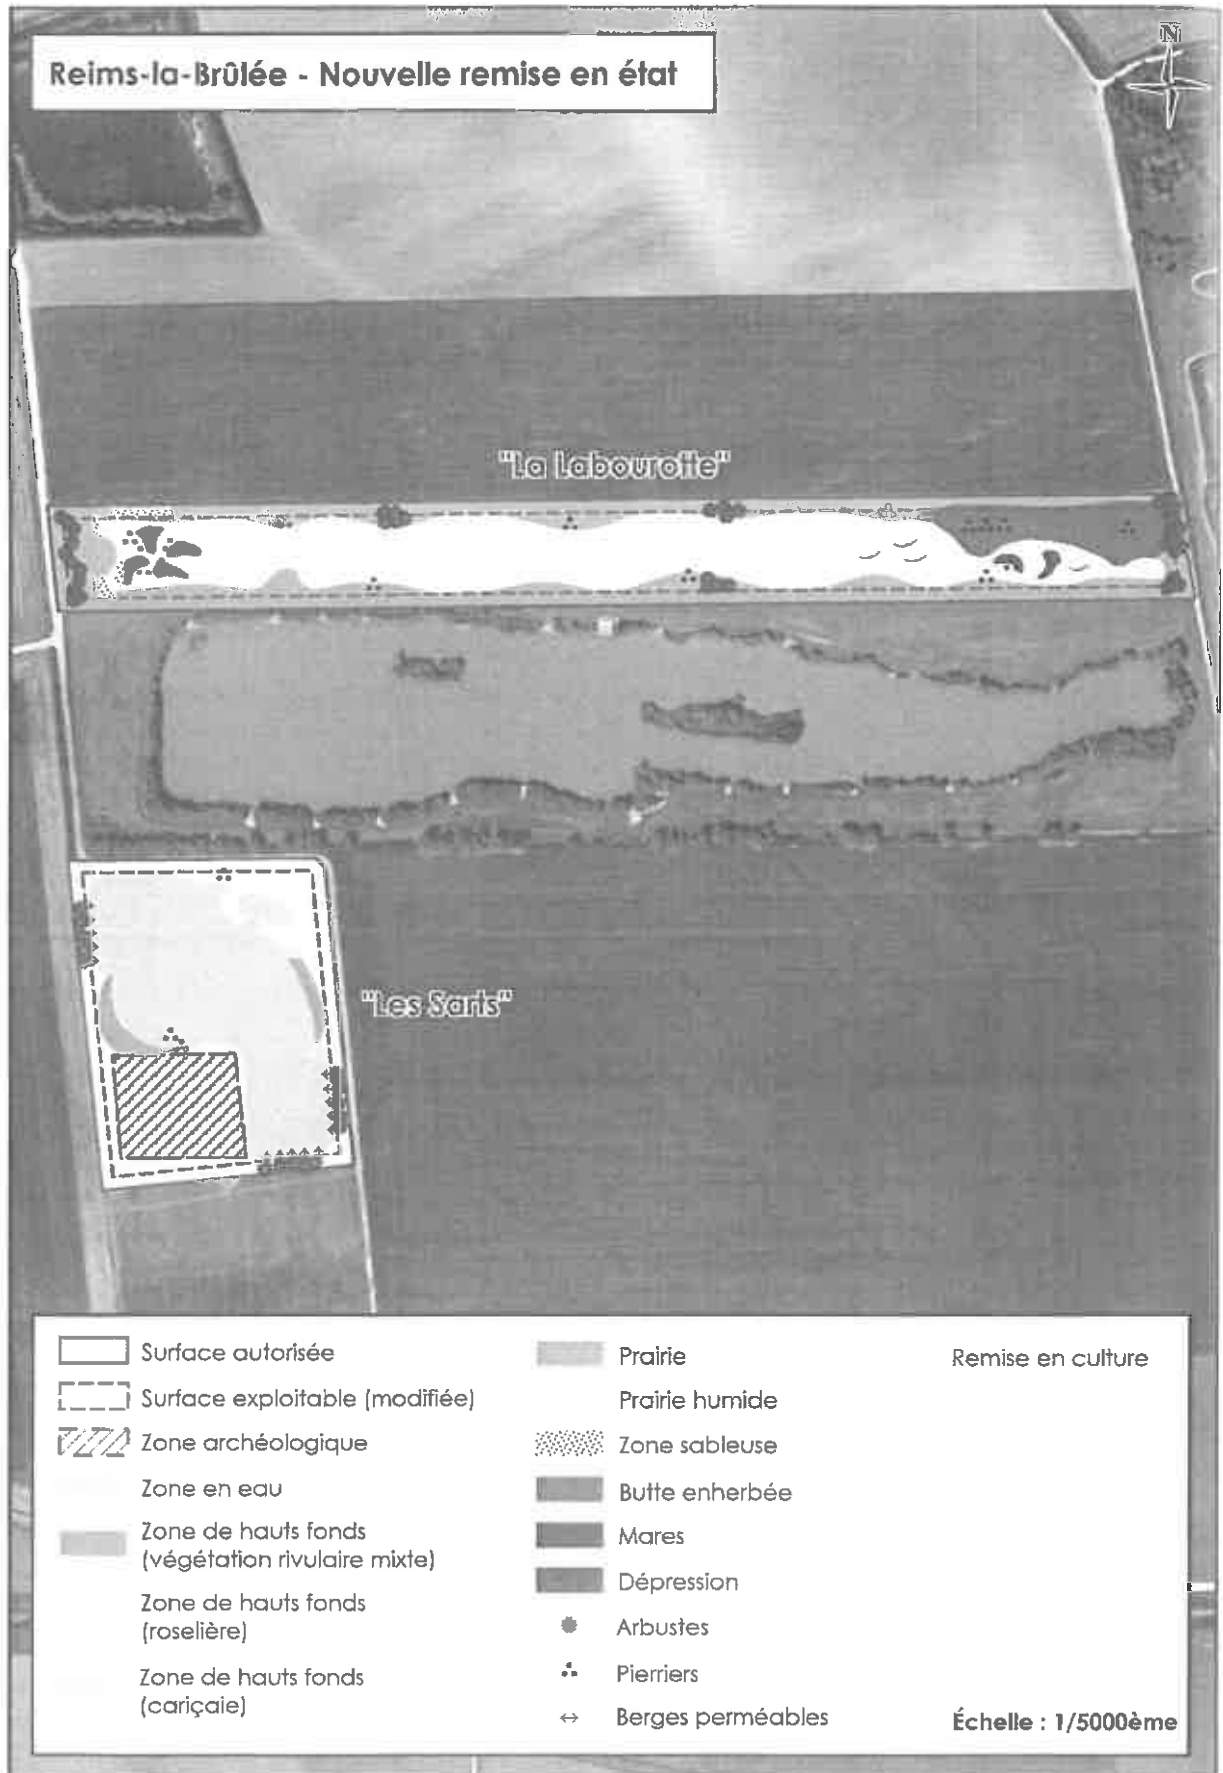 Reims-la-Brûlée - Nouvelle remise en état
N
"La Labourotte"
"Les Sarts"
Surface autorisée
Surface exploitable (modifiée)
Zone archéologique
Zone en eau
Zone de hauts fonds
(végétation rivulaire mixte)
Zone de hauts fonds
(roselière)
Zone de hauts fonds
(cariçaie)
Prairie
Prairie humide
Zone sableuse
Butte enherbée
Mares
Dépression
Arbustes
Pierriers
Berges perméables
Remise en culture
Échelle : 1/5000ème